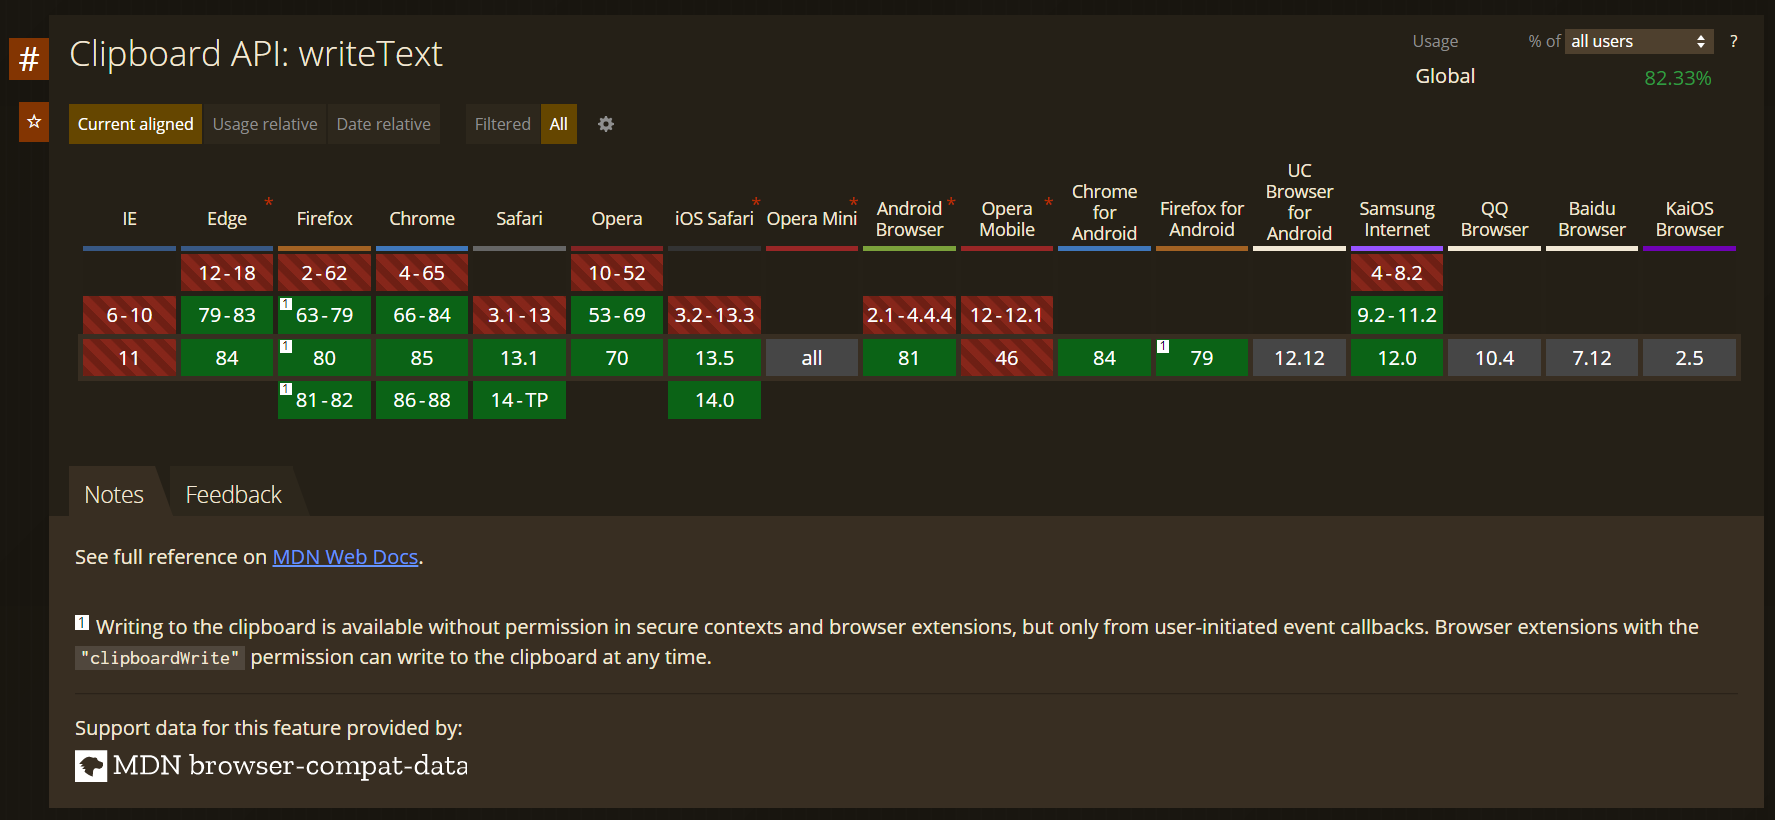 #
Clipboard API: writeText
Usage % of all users ?
Global 82.33%
☆
Current aligned Usage relative Date relative Filtered All
IE Edge * Firefox Chrome Safari Opera iOS Safari * Opera Mini * Android Browser * Opera Mobile * Chrome for Android Firefox for Android UC Browser for Android Samsung Internet QQ Browser Baidu Browser KaiOS Browser
12-18 2-62 4-65 10-52 4-8.2
6-10 79-83 1 63-79 66-84 3.1-13 53-69 3.2-13.3 2.1-4.4.4 12-12.1 9.2-11.2
11 84 1 80 85 13.1 70 13.5 all 81 46 84 1 79 12.12 12.0 10.4 7.12 2.5
1 81-82 86-88 14-TP 14.0
Notes Feedback
See full reference on MDN Web Docs.
1 Writing to the clipboard is available without permission in secure contexts and browser extensions, but only from user-initiated event callbacks. Browser extensions with the
"clipboardWrite" permission can write to the clipboard at any time.
Support data for this feature provided by:
MDN browser-compat-data